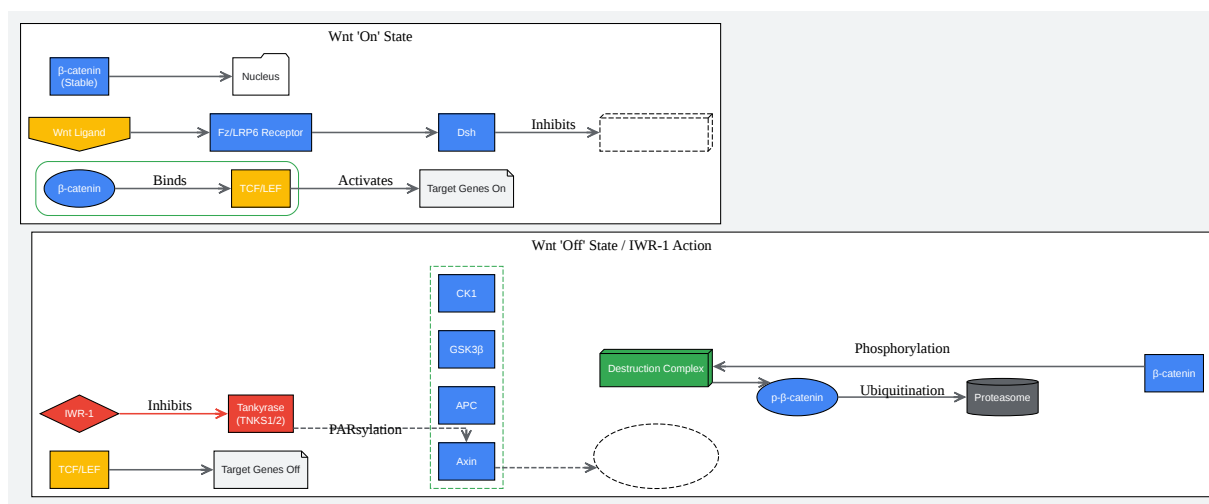 Wnt 'On' State
β-catenin
(Stable)
Nucleus
Wnt Ligand
Fz/LRP6 Receptor
Dsh
Inhibits
β-catenin
Binds
TCF/LEF
Activates
Target Genes On
Wnt 'Off' State / IWR-1 Action
CK1
GSK3β
Destruction Complex
Phosphorylation
β-catenin
APC
p-β-catenin
Ubiquitination
Proteasome
IWR-1
Inhibits
Tankyrase
(TNKS1/2)
PARsylation
Axin
TCF/LEF
Target Genes Off